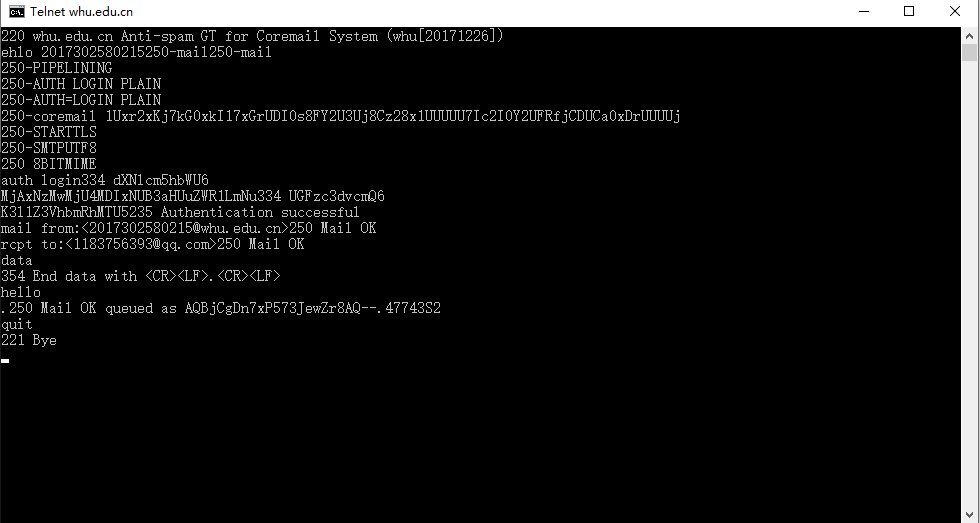 Telnet whu.edu.cn
220 whu.edu.cn Anti-spam GT for Coremail System (whu[20171226])
ehlo 2017302580215250-mail250-mail
250-PIPELINING
250-AUTH LOGIN PLAIN
250-AUTH=LOGIN PLAIN
250-coremail 1Uxr2xKj7kG0xkI17xGrUDI0s8FY2U3Uj8Cz28x1UUUUU7Ic2I0Y2UFRfjCDUCa0xDrUUUUj
250-STARTTLS
250-SMTPUTF8
250 8BITMIME
auth login334 dXNlcm5hbWU6
MjAxNzMwMjU4MDIxNUB3aHUuZWR1LmNu334 UGFzc3dvcmQ6
K3l1Z3VhbmRhMTU5235 Authentication successful
mail from:<2017302580215@whu.edu.cn>250 Mail OK
rcpt to:<1183756393@qq.com>250 Mail OK
data
354 End data with <CR><LF>.<CR><LF>
hello
.250 Mail OK queued as AQBjCgDn7xP573JewZr8AQ--.47743S2
quit
221 Bye